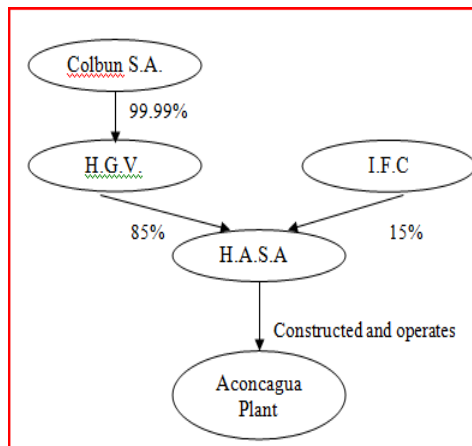 Colbun S.A.
99.99%
H.G.V.
I.F.C
85%
15%
H.A.S.A
Constructed and operates
Aconcagua
Plant